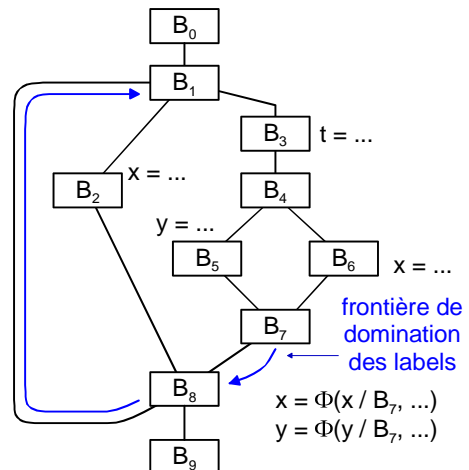 B0
B1
B3 t = ...
B2 x = ...
B4
y = ...
B5
B6 x = ...
B7
frontière de
domination
des labels
B8
x = Φ(x / B7, ...)
y = Φ(y / B7, ...)
B9